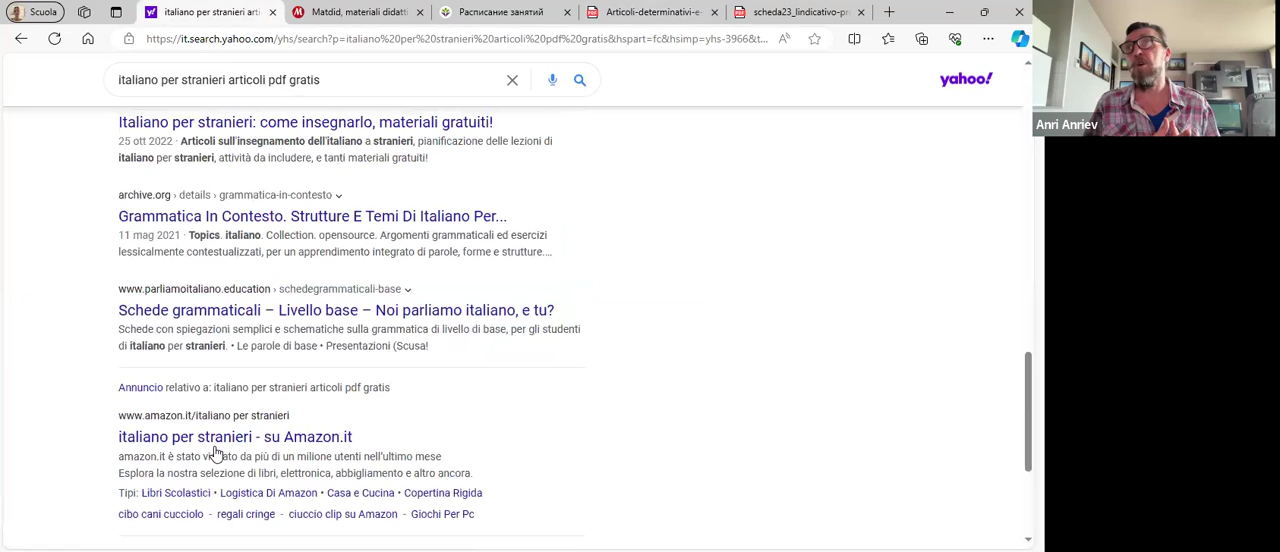 Scuola
italiano per stranieri arti
Matdid, materiali didatti
Расписание занятий
Articoli-determinativi-e-
scheda23_lindicativo-pr
https://it.search.yahoo.com/yhs/search?p=italiano%20per%20stranieri%20articoli%20pdf%20gratis&hspart=fc&hsimp=yhs-3966&t...
italiano per stranieri articoli pdf gratis
yahoo!
Anri Anriev
Italiano per stranieri: come insegnarlo, materiali gratuiti!
25 ott 2022 · Articoli sull'insegnamento dell'italiano a stranieri, pianificazione delle lezioni di
italiano per stranieri, attività da includere, e tanti materiali gratuiti!
archive.org › details › grammatica-in-contesto
Grammatica In Contesto. Strutture E Temi Di Italiano Per...
11 mag 2021 · Topics. italiano. Collection. opensource. Argomenti grammaticali ed esercizi
lessicalmente contestualizzati, per un apprendimento integrato di parole, forme e strutture....
www.parliamoitaliano.education › schedegrammaticali-base
Schede grammaticali – Livello base – Noi parliamo italiano, e tu?
Schede con spiegazioni semplici e schematiche sulla grammatica di livello di base, per gli studenti
di italiano per stranieri. • Le parole di base • Presentazioni (Scusa!
Annuncio relativo a: italiano per stranieri articoli pdf gratis
www.amazon.it/italiano per stranieri
italiano per stranieri - su Amazon.it
amazon.it è stato visitato da più di un milione utenti nell'ultimo mese
Esplora la nostra selezione di libri, elettronica, abbigliamento e altro ancora.
Tipi: Libri Scolastici • Logistica Di Amazon • Casa e Cucina • Copertina Rigida
cibo cani cucciolo - regali cringe - ciuccio clip su Amazon - Giochi Per Pc